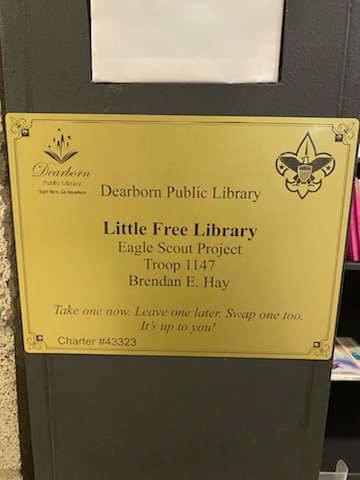 Dearborn
Public Library
Start Here. Go Anywhere
Dearborn Public Library
Little Free Library
Eagle Scout Project
Troop 1147
Brendan E. Hay
Take one now. Leave one later. Swap one too.
It's up to you!
Charter #43323